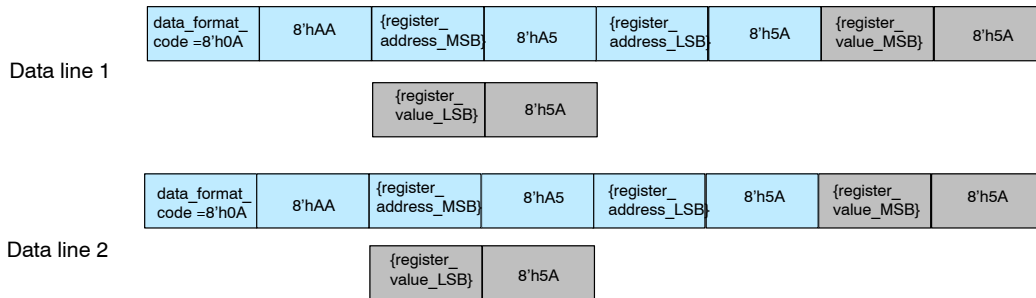 data_format_
code =8'h0A
8'hAA
{register_
address_MSB}
8'hA5
{register_
address_LSB}
8'h5A
{register_
value_MSB}
8'h5A
Data line 1
{register_
value_LSB}
8'h5A
data_format_
code =8'h0A
8'hAA
{register_
address_MSB}
8'hA5
{register_
address_LSB}
8'h5A
{register_
value_MSB}
8'h5A
Data line 2
{register_
value_LSB}
8'h5A